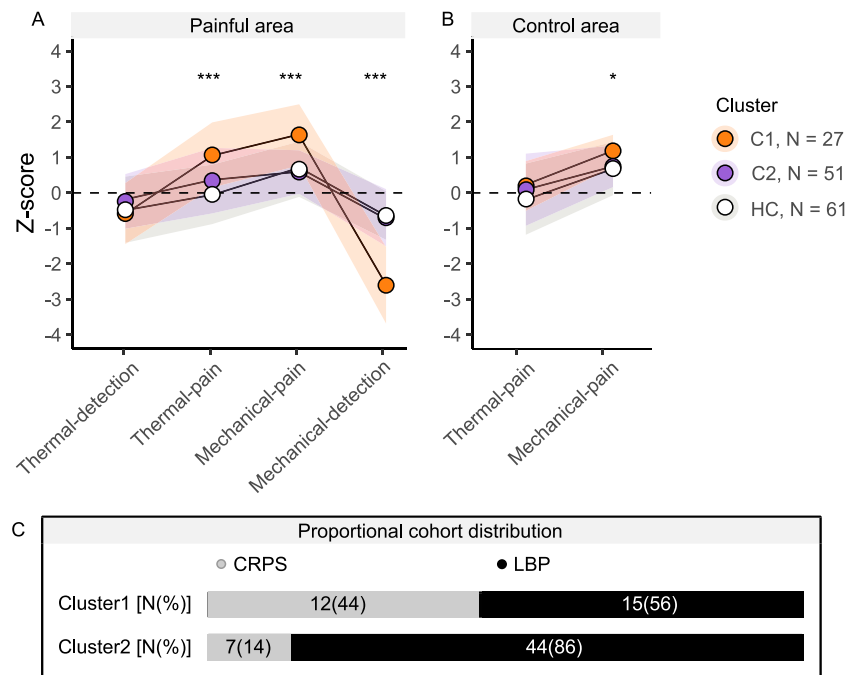 A
Painful area
B
Control area
4
3
2
1
0
-1
-2
-3
-4
Z-score
***
***
***
Thermal-detection
Thermal-pain
Mechanical-pain
Mechanical-detection
4
3
2
1
0
-1
-2
-3
-4
*
Thermal-pain
Mechanical-pain
Cluster
C1, N = 27
C2, N = 51
HC, N = 61
C
Proportional cohort distribution
CRPS
LBP
Cluster1 [N(%)] 12(44) 15(56)
Cluster2 [N(%)] 7(14) 44(86)